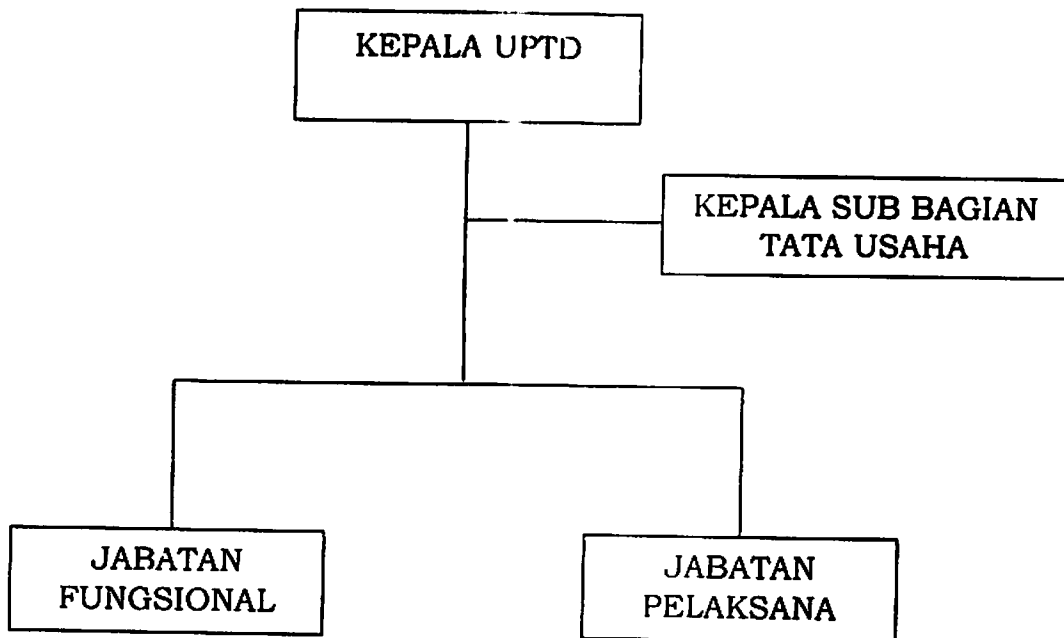 KEPALA UPTD
KEPALA SUB BAGIAN
TATA USAHA
JABATAN
FUNGSIONAL
JABATAN
PELAKSANA